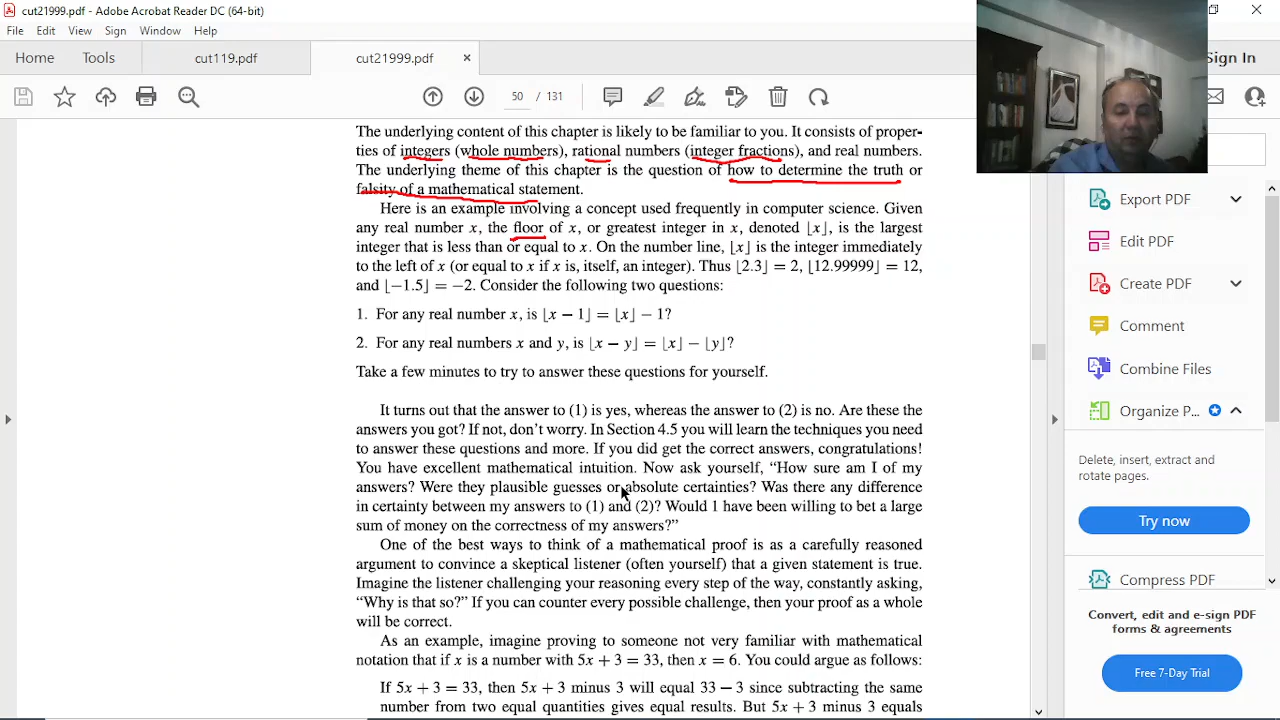 cut21999.pdf - Adobe Acrobat Reader DC (64-bit)
File Edit View Sign Window Help
Home Tools cut119.pdf cut21999.pdf × Sign In
50 / 131
The underlying content of this chapter is likely to be familiar to you. It consists of proper-
ties of integers (whole numbers), rational numbers (integer fractions), and real numbers.
The underlying theme of this chapter is the question of how to determine the truth or
falsity of a mathematical statement.
Here is an example involving a concept used frequently in computer science. Given
any real number x, the floor of x, or greatest integer in x, denoted ⌊x⌋, is the largest
integer that is less than or equal to x. On the number line, ⌊x⌋ is the integer immediately
to the left of x (or equal to x if x is, itself, an integer). Thus ⌊2.3⌋ = 2, ⌊12.99999⌋ = 12,
and ⌊−1.5⌋ = −2. Consider the following two questions:
1. For any real number x, is ⌊x − 1⌋ = ⌊x⌋ − 1?
2. For any real numbers x and y, is ⌊x − y⌋ = ⌊x⌋ − ⌊y⌋?
Take a few minutes to try to answer these questions for yourself.
It turns out that the answer to (1) is yes, whereas the answer to (2) is no. Are these the
answers you got? If not, don't worry. In Section 4.5 you will learn the techniques you need
to answer these questions and more. If you did get the correct answers, congratulations!
You have excellent mathematical intuition. Now ask yourself, "How sure am I of my
answers? Were they plausible guesses or absolute certainties? Was there any difference
in certainty between my answers to (1) and (2)? Would I have been willing to bet a large
sum of money on the correctness of my answers?"
One of the best ways to think of a mathematical proof is as a carefully reasoned
argument to convince a skeptical listener (often yourself) that a given statement is true.
Imagine the listener challenging your reasoning every step of the way, constantly asking,
"Why is that so?" If you can counter every possible challenge, then your proof as a whole
will be correct.
As an example, imagine proving to someone not very familiar with mathematical
notation that if x is a number with 5x + 3 = 33, then x = 6. You could argue as follows:
If 5x + 3 = 33, then 5x + 3 minus 3 will equal 33 − 3 since subtracting the same
number from two equal quantities gives equal results. But 5x + 3 minus 3 equals
Export PDF
Edit PDF
Create PDF
Comment
Combine Files
Organize P...
Delete, insert, extract and
rotate pages.
Try now
Compress PDF
Convert, edit and e-sign PDF
forms & agreements
Free 7-Day Trial